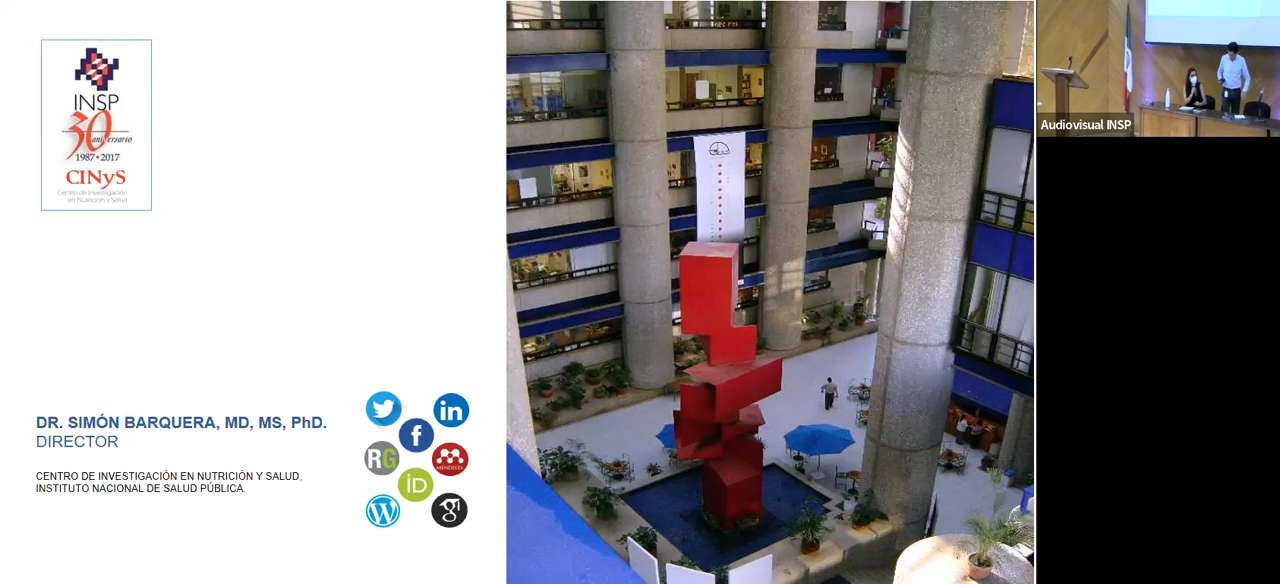 INSP
30
aniversario
1987•2017
CINyS
Centro de Investigación
en Nutrición y Salud
DR. SIMÓN BARQUERA, MD, MS, PhD.
DIRECTOR
CENTRO DE INVESTIGACIÓN EN NUTRICIÓN Y SALUD,
INSTITUTO NACIONAL DE SALUD PÚBLICA.
in
f
RG
MENDELEY
iD
W
g
Audiovisual INSP